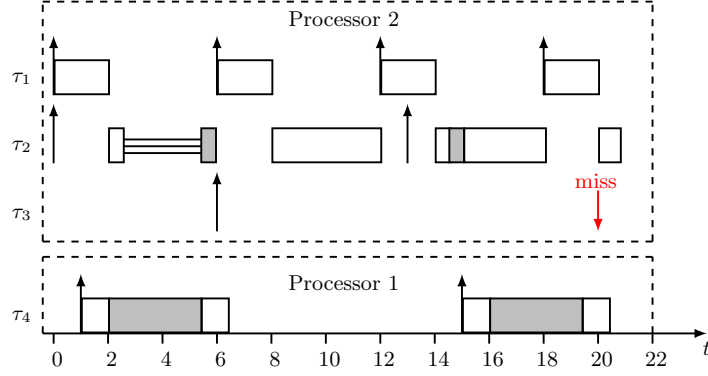 Processor 2
τ1
τ2
miss
τ3
Processor 1
τ4
0 2 4 6 8 10 12 14 16 18 20 22
t